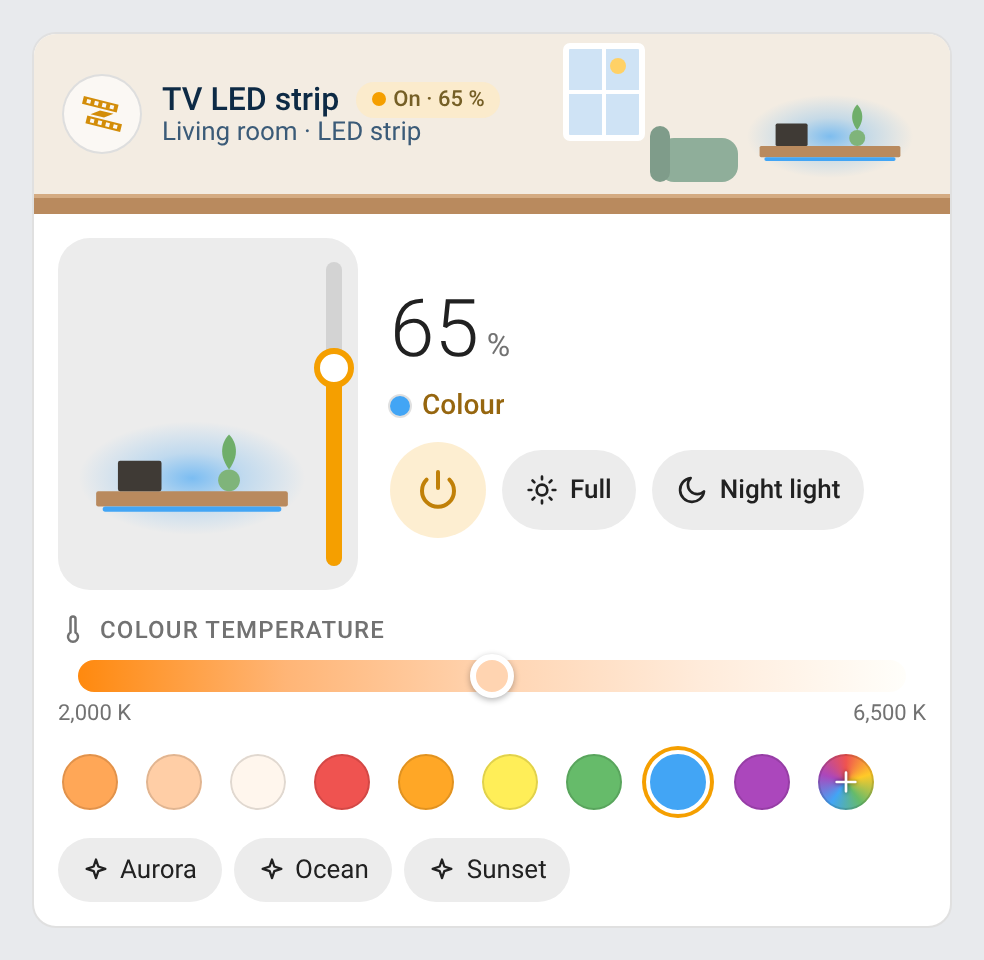 TV LED strip
On · 65 %
Living room · LED strip
65 %
Colour
Full
Night light
COLOUR TEMPERATURE
2,000 K
6,500 K
Aurora
Ocean
Sunset